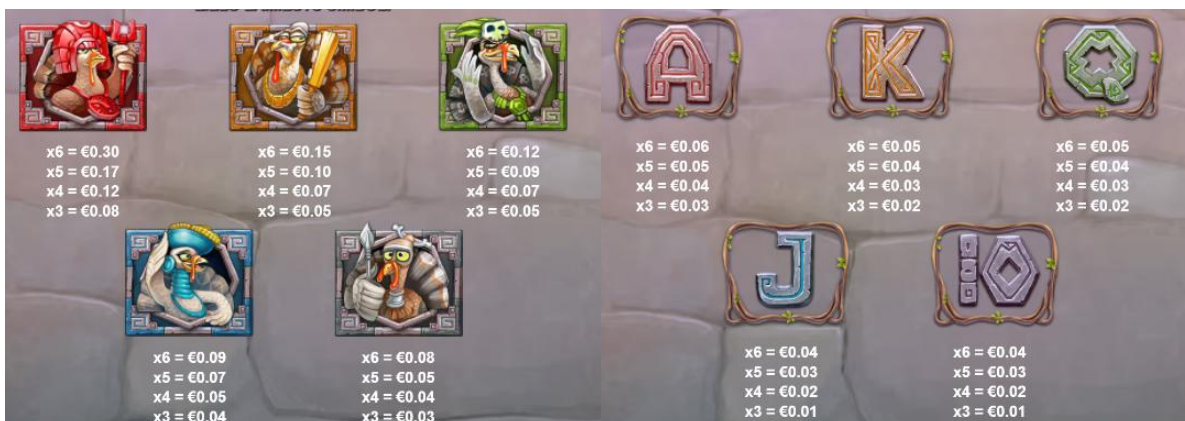 A K Q
x6 = €0.30
x5 = €0.17
x4 = €0.12
x3 = €0.08
x6 = €0.15
x5 = €0.10
x4 = €0.07
x3 = €0.05
x6 = €0.12
x5 = €0.09
x4 = €0.07
x3 = €0.05
x6 = €0.06
x5 = €0.05
x4 = €0.04
x3 = €0.03
x6 = €0.05
x5 = €0.04
x4 = €0.03
x3 = €0.02
x6 = €0.05
x5 = €0.04
x4 = €0.03
x3 = €0.02
J 10
x6 = €0.09
x5 = €0.07
x4 = €0.05
x3 = €0.04
x6 = €0.08
x5 = €0.05
x4 = €0.04
x3 = €0.03
x6 = €0.04
x5 = €0.03
x4 = €0.02
x3 = €0.01
x6 = €0.04
x5 = €0.03
x4 = €0.02
x3 = €0.01